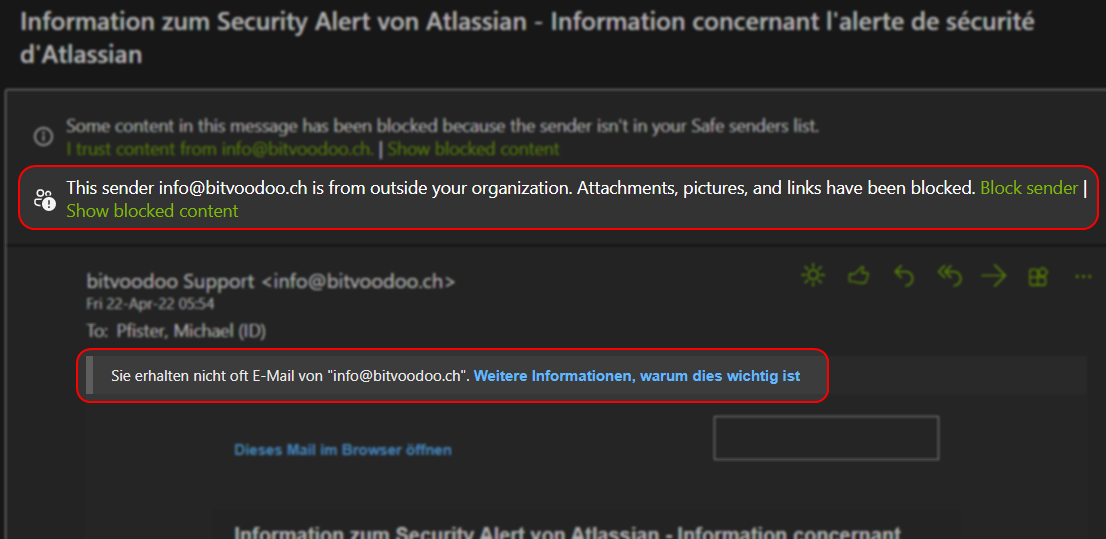 Information zum Security Alert von Atlassian - Information concernant l'alerte de sécurité
d'Atlassian
Some content in this message has been blocked because the sender isn't in your Safe senders list.
I trust content from info@bitvoodoo.ch. | Show blocked content
This sender info@bitvoodoo.ch is from outside your organization. Attachments, pictures, and links have been blocked. Block sender |
Show blocked content
bitvoodoo Support <info@bitvoodoo.ch>
Fri 22-Apr-22 05:54
To: Pfister, Michael (ID)
Sie erhalten nicht oft E-Mail von "info@bitvoodoo.ch". Weitere Informationen, warum dies wichtig ist
Dieses Mail im Browser öffnen
Information zum Security Alert von Atlassian - Information concernant